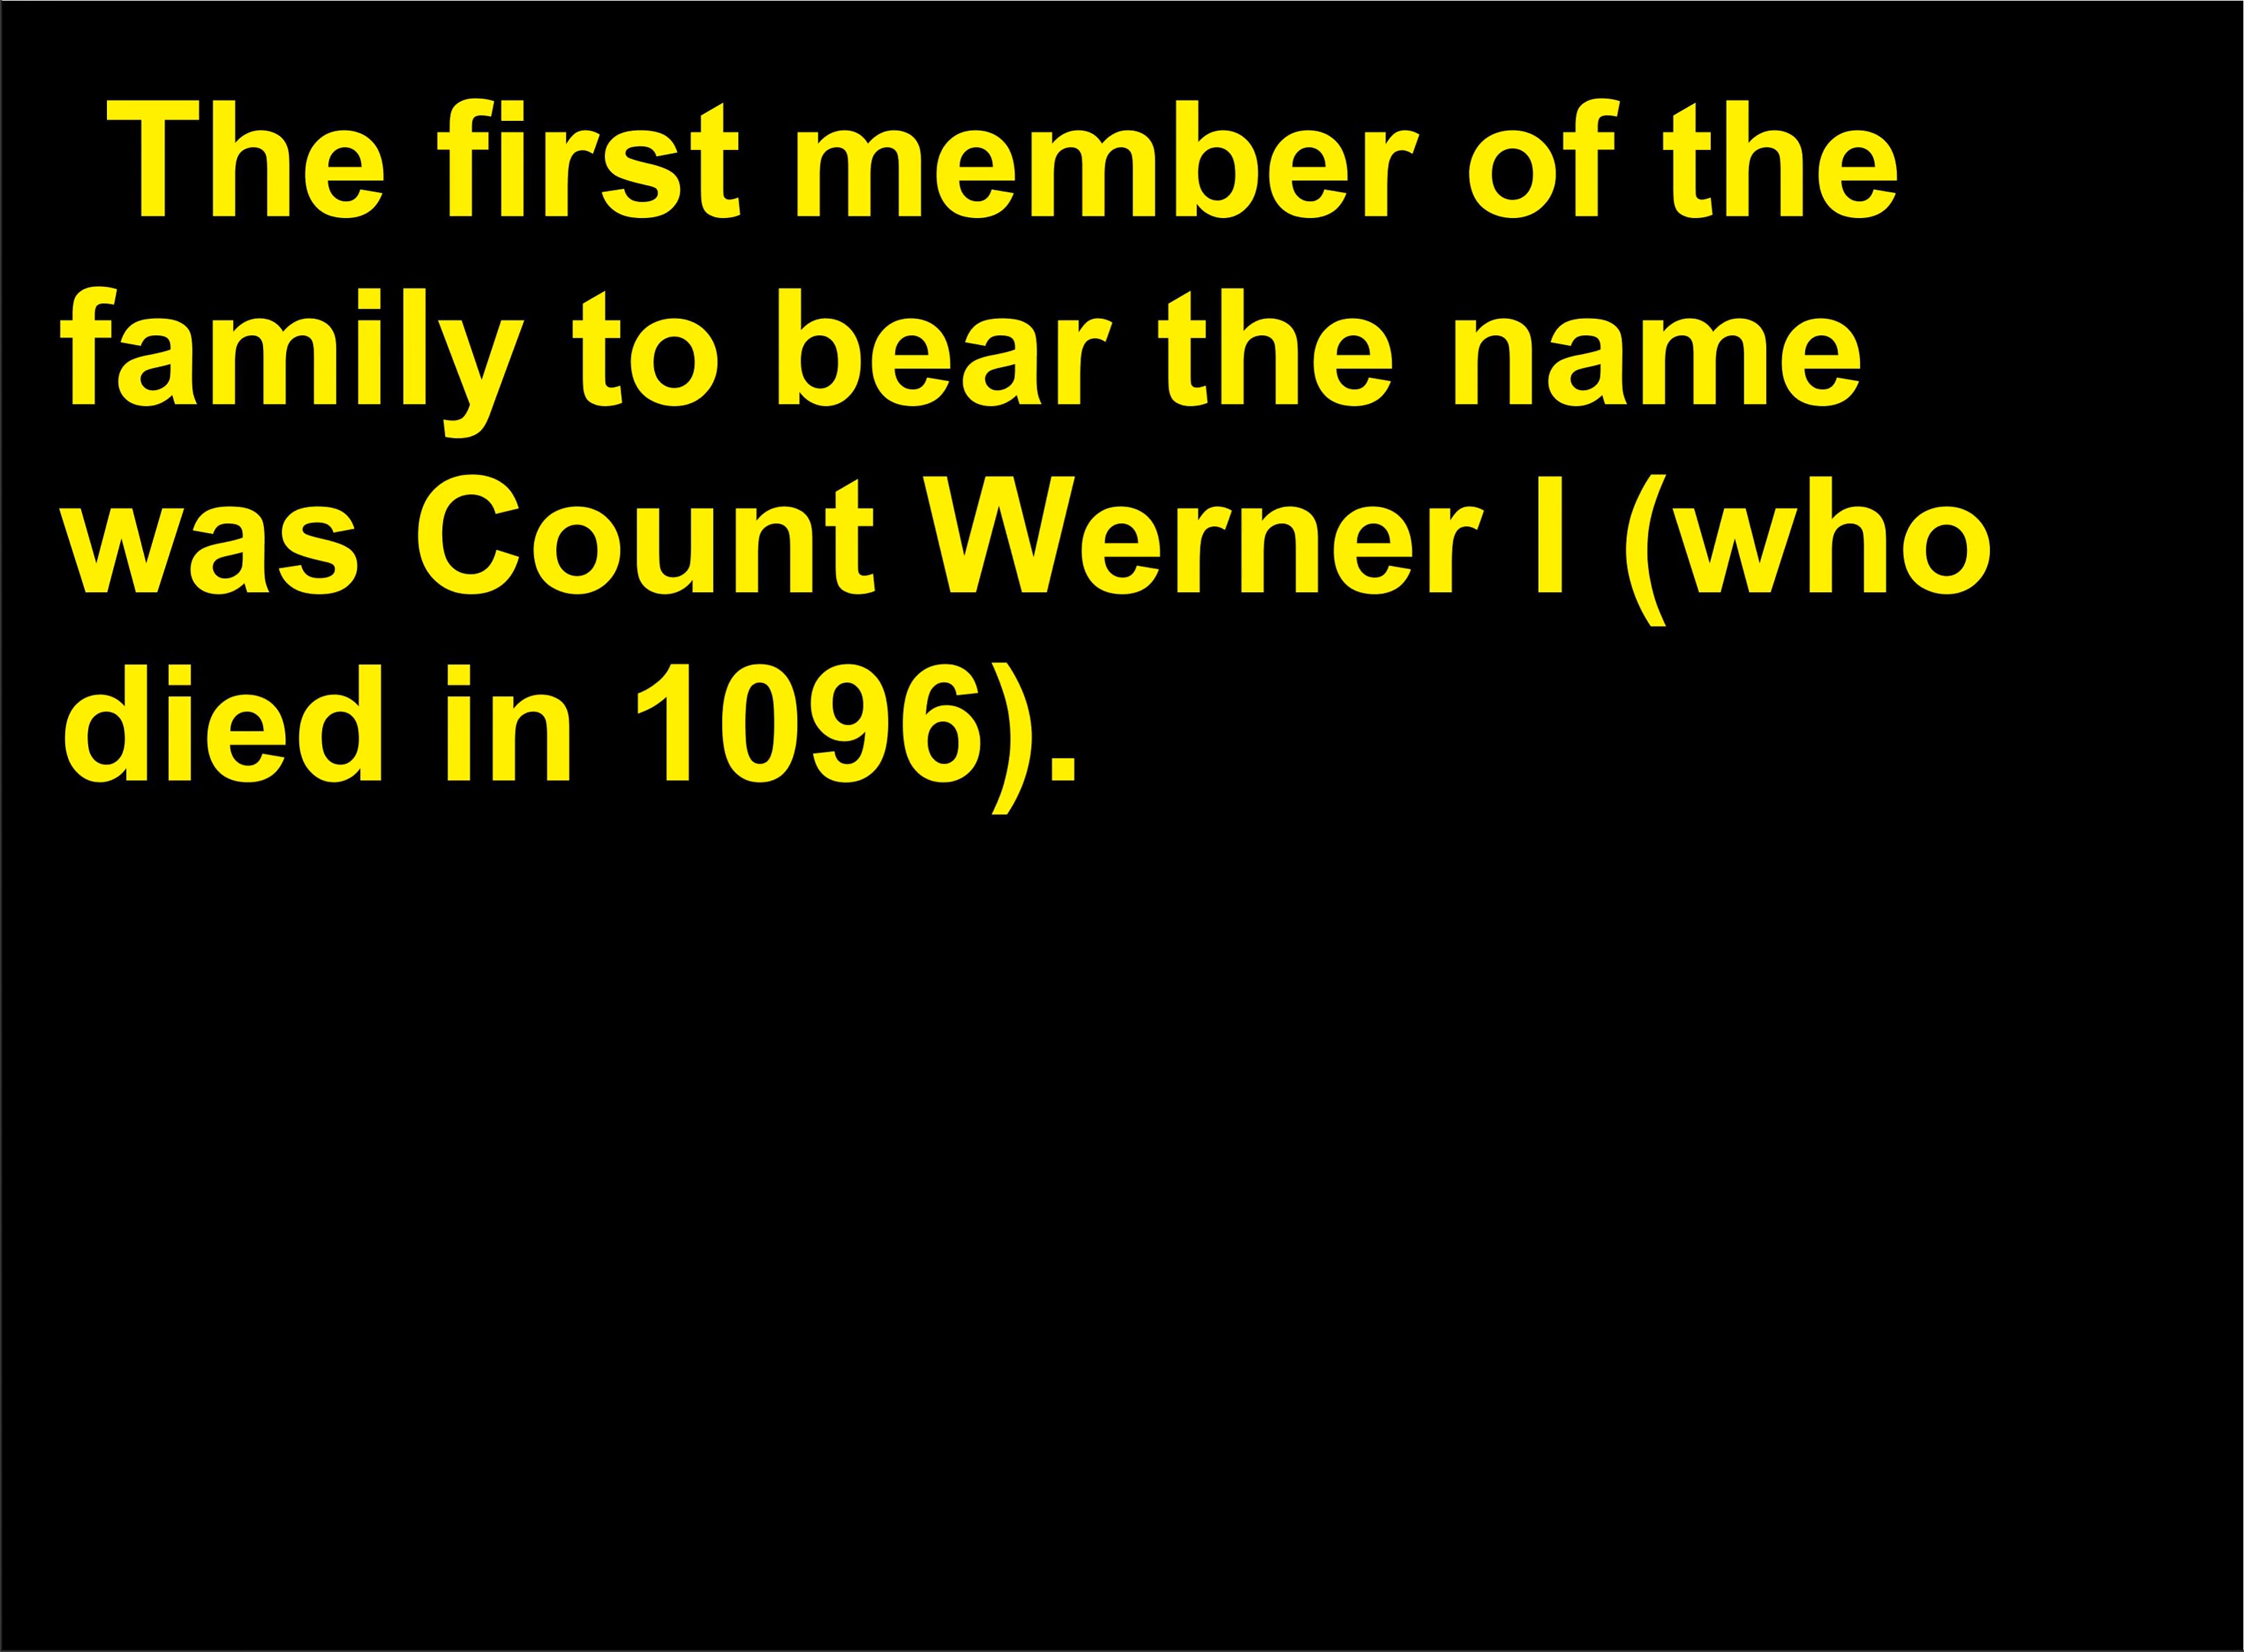 The first member of the
family to bear the name
was Count Werner I (who
died in 1096).